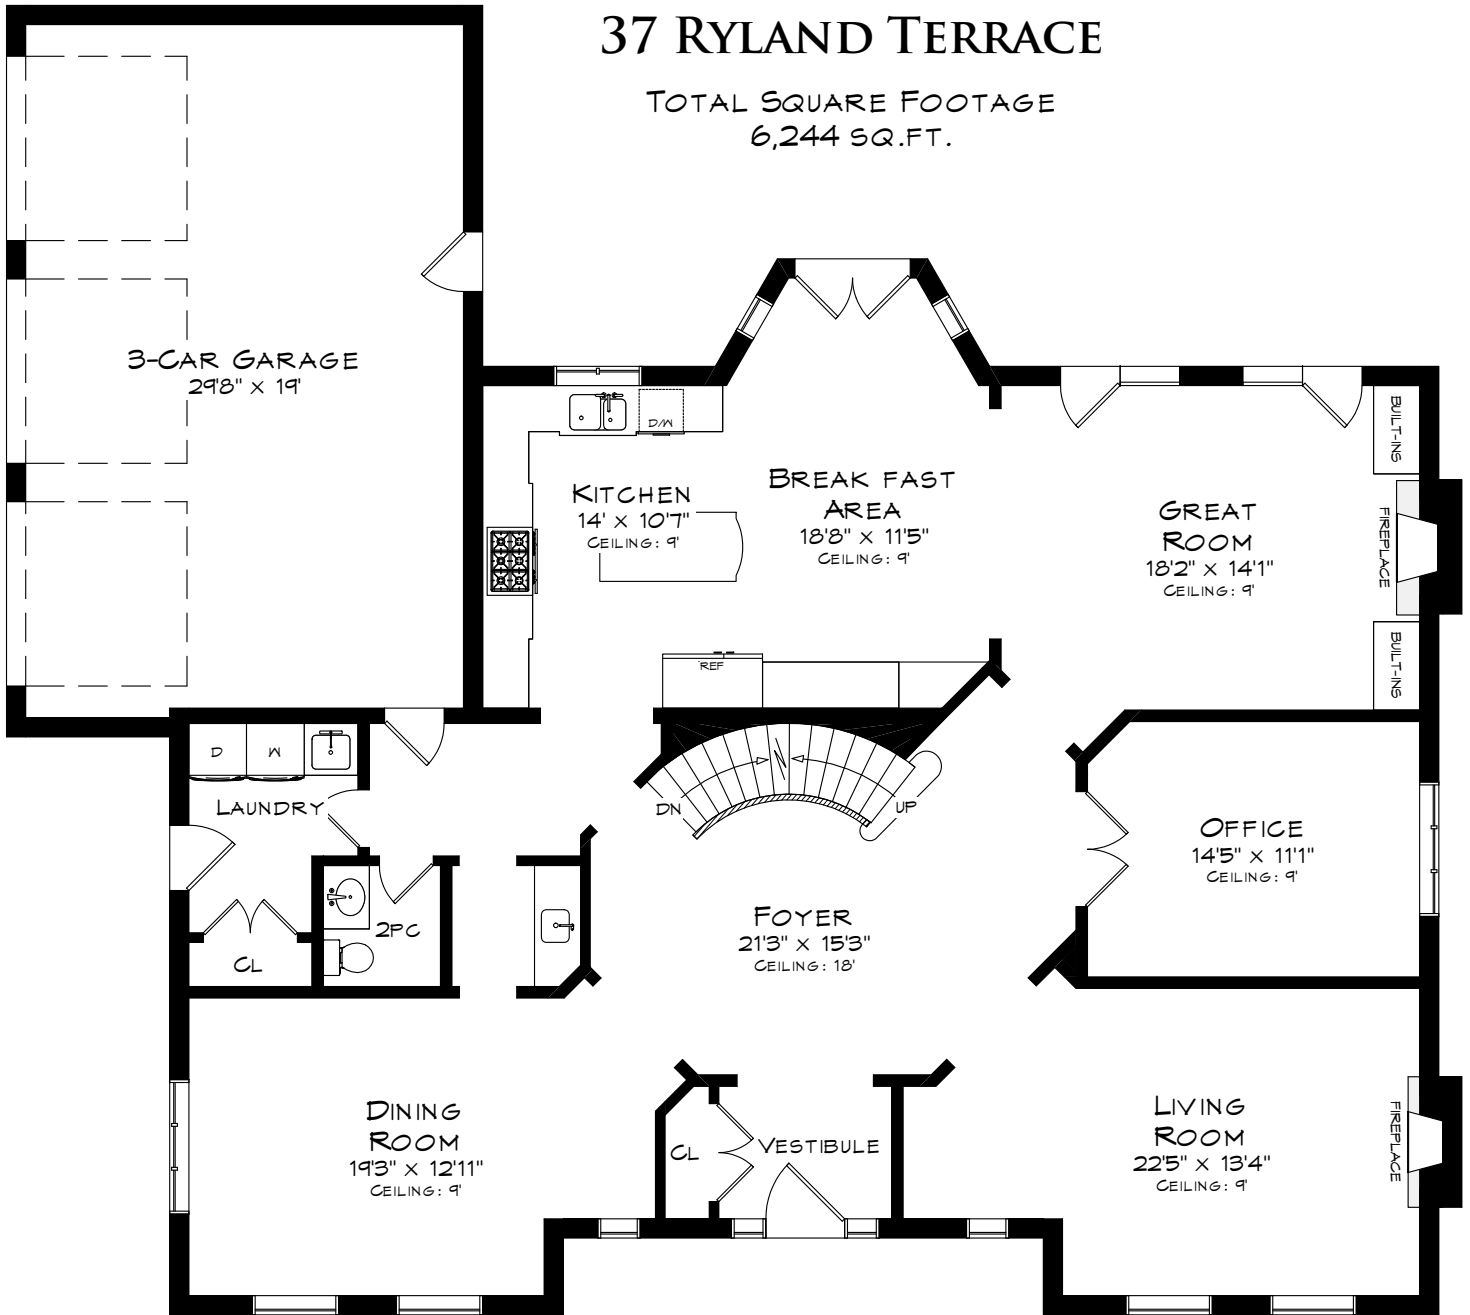 37 RYLAND TERRACE
TOTAL SQUARE FOOTAGE
6,244 SQ.FT.
3-CAR GARAGE
29'8" X 19'
D/W
KITCHEN
14' X 10'7"
CEILING: 9'
BREAK FAST
AREA
18'8" X 11'5"
CEILING: 9'
GREAT
ROOM
18'2" X 14'1"
CEILING: 9'
BUILT-INS
FIREPLACE
BUILT-INS
REF
D
W
LAUNDRY
DN
UP
OFFICE
14'5" X 11'1"
CEILING: 9'
2PC
CL
FOYER
21'3" X 15'3"
CEILING: 18'
DINING
ROOM
19'3" X 12'11"
CEILING: 9'
CL
VESTIBULE
LIVING
ROOM
22'5" X 13'4"
CEILING: 9'
FIREPLACE